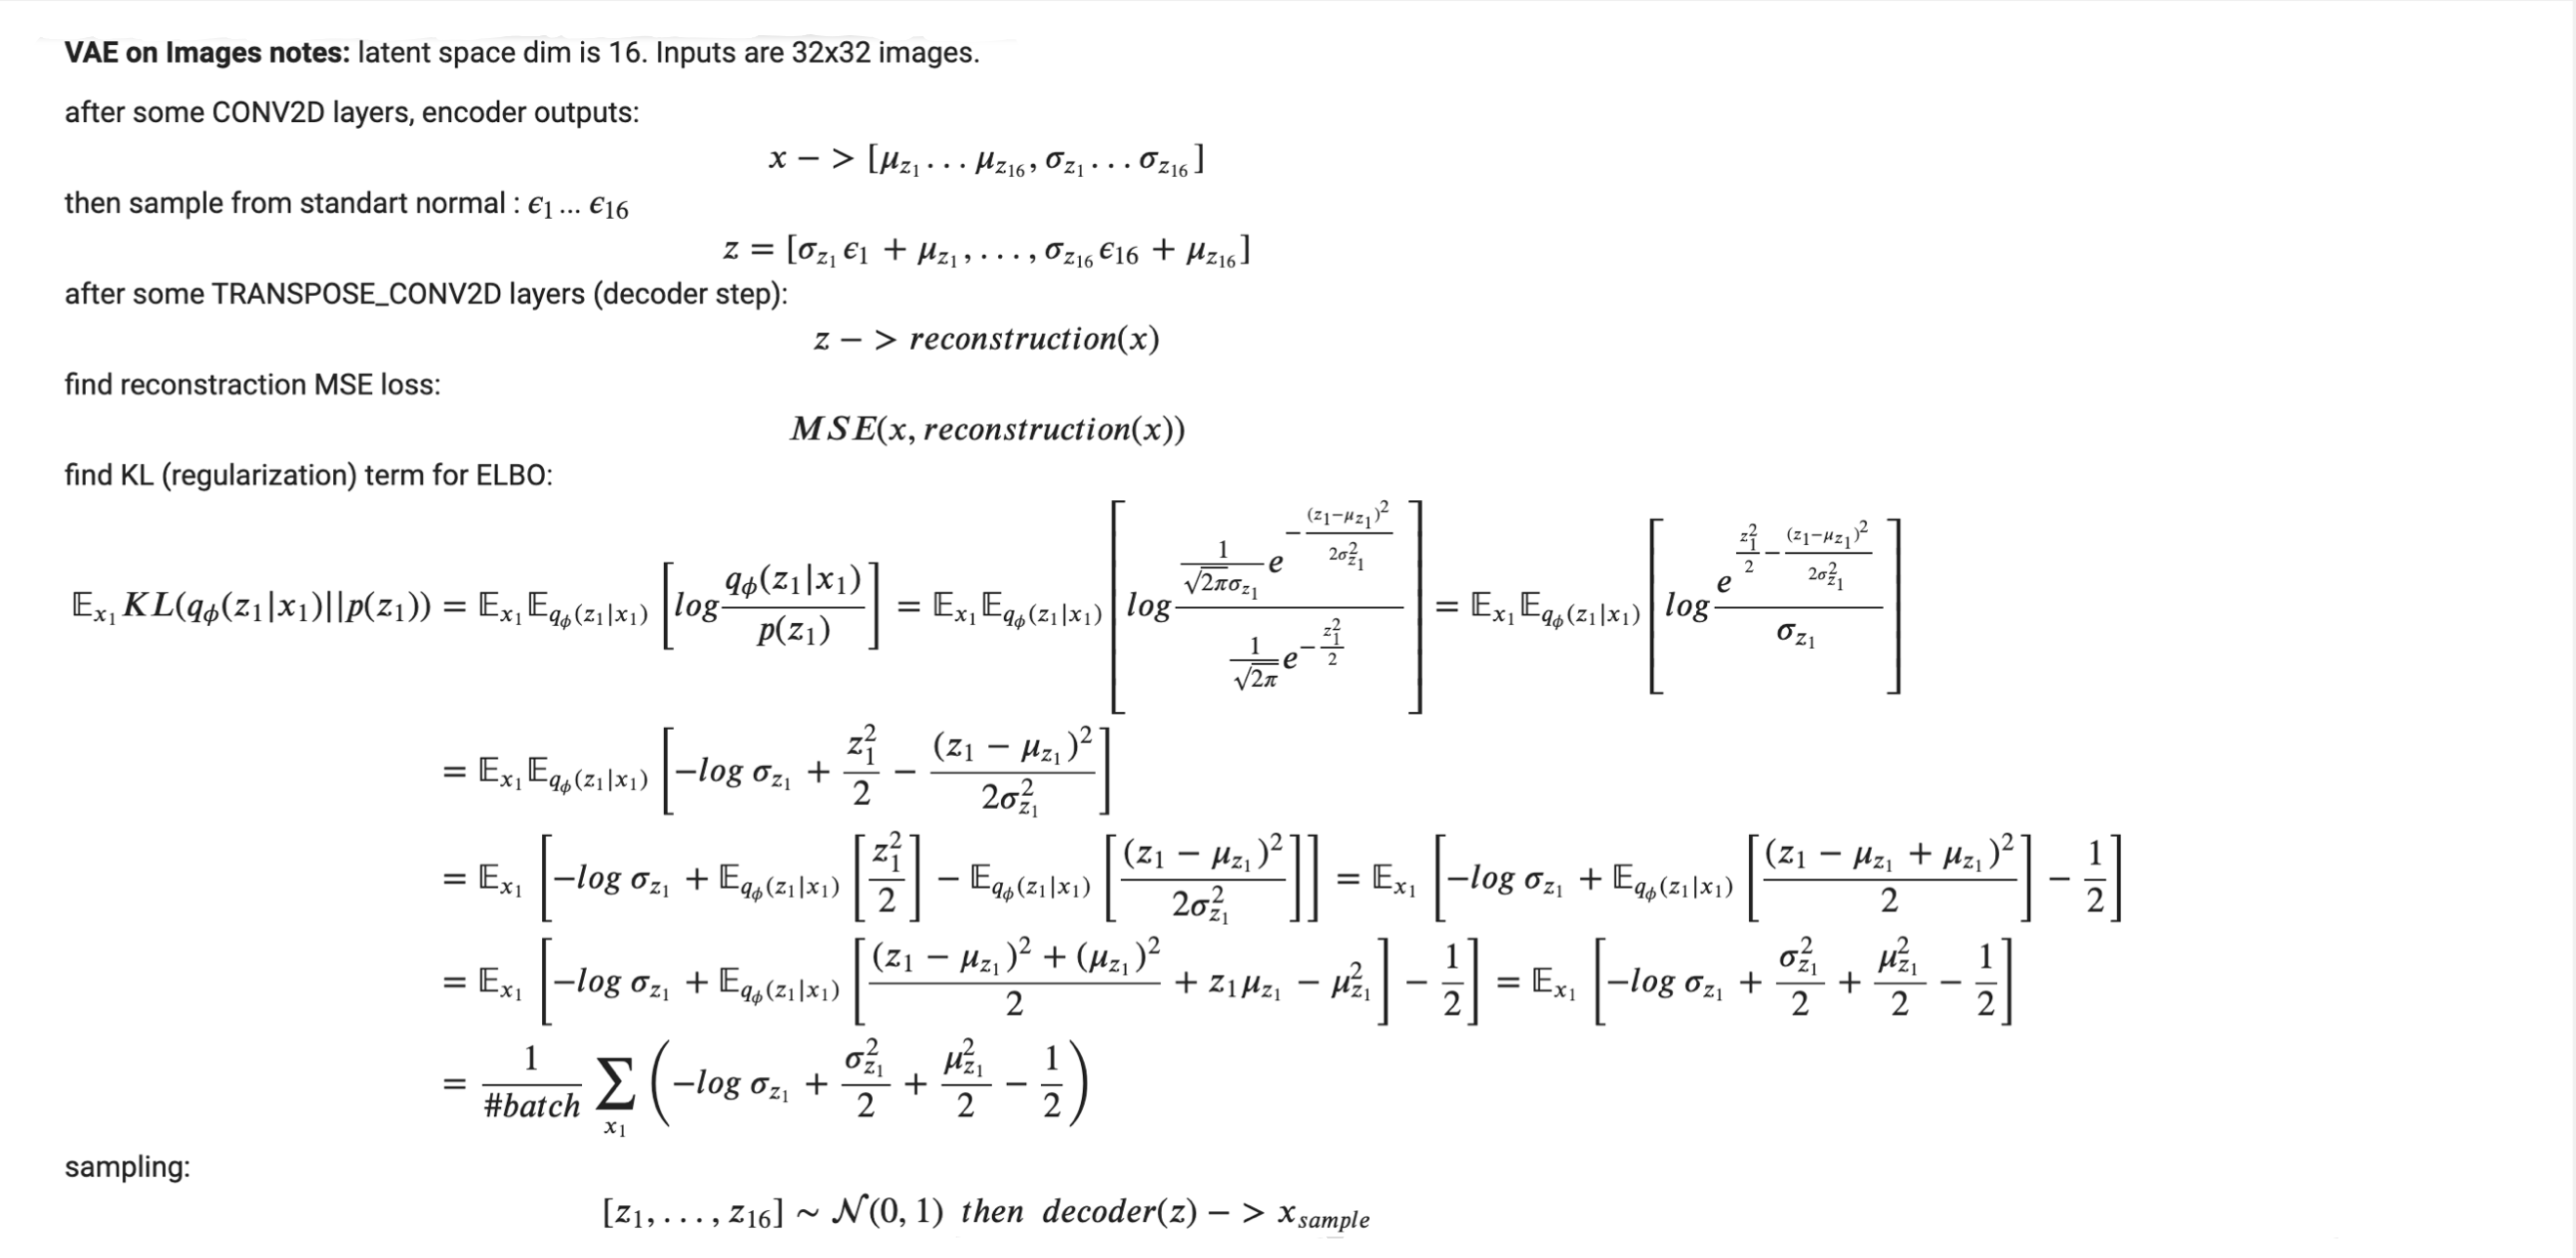 VAE on Images notes: latent space dim is 16. Inputs are 32x32 images.
after some CONV2D layers, encoder outputs:
$x -> [\mu_{z_1} \dots \mu_{z_{16}}, \sigma_{z_1} \dots \sigma_{z_{16}}]$
then sample from standart normal : $\epsilon_1 ... \epsilon_{16}$
$z = [\sigma_{z_1}\epsilon_1 + \mu_{z_1}, \dots, \sigma_{z_{16}}\epsilon_{16} + \mu_{z_{16}}]$
after some TRANSPOSE_CONV2D layers (decoder step):
$z -> reconstruction(x)$
find reconstraction MSE loss:
$MSE(x, reconstruction(x))$
find KL (regularization) term for ELBO:
$\mathbb{E}_{x_1} KL(q_\phi(z_1|x_1)||p(z_1)) = \mathbb{E}_{x_1}\mathbb{E}_{q_\phi(z_1|x_1)}\left[log\frac{q_\phi(z_1|x_1)}{p(z_1)}\right] = \mathbb{E}_{x_1}\mathbb{E}_{q_\phi(z_1|x_1)}\left[log\frac{\frac{1}{\sqrt{2\pi}\sigma_{z_1}}e^{-\frac{(z_1-\mu_{z_1})^2}{2\sigma_{z_1}^2}}}{\frac{1}{\sqrt{2\pi}}e^{-\frac{z_1^2}{2}}}\right] = \mathbb{E}_{x_1}\mathbb{E}_{q_\phi(z_1|x_1)}\left[log\frac{e^{\frac{z_1^2}{2}-\frac{(z_1-\mu_{z_1})^2}{2\sigma_{z_1}^2}}}{\sigma_{z_1}}\right]$
$= \mathbb{E}_{x_1}\mathbb{E}_{q_\phi(z_1|x_1)}\left[-log\,\sigma_{z_1} + \frac{z_1^2}{2} - \frac{(z_1-\mu_{z_1})^2}{2\sigma_{z_1}^2}\right]$
$= \mathbb{E}_{x_1}\left[-log\,\sigma_{z_1} + \mathbb{E}_{q_\phi(z_1|x_1)}\left[\frac{z_1^2}{2}\right] - \mathbb{E}_{q_\phi(z_1|x_1)}\left[\frac{(z_1-\mu_{z_1})^2}{2\sigma_{z_1}^2}\right]\right] = \mathbb{E}_{x_1}\left[-log\,\sigma_{z_1} + \mathbb{E}_{q_\phi(z_1|x_1)}\left[\frac{(z_1-\mu_{z_1}+\mu_{z_1})^2}{2}\right] - \frac{1}{2}\right]$
$= \mathbb{E}_{x_1}\left[-log\,\sigma_{z_1} + \mathbb{E}_{q_\phi(z_1|x_1)}\left[\frac{(z_1-\mu_{z_1})^2+(\mu_{z_1})^2}{2} + z_1\mu_{z_1} - \mu_{z_1}^2\right] - \frac{1}{2}\right] = \mathbb{E}_{x_1}\left[-log\,\sigma_{z_1} + \frac{\sigma_{z_1}^2}{2} + \frac{\mu_{z_1}^2}{2} - \frac{1}{2}\right]$
$= \frac{1}{\#batch}\sum_{x_1}\left(-log\,\sigma_{z_1} + \frac{\sigma_{z_1}^2}{2} + \frac{\mu_{z_1}^2}{2} - \frac{1}{2}\right)$
sampling:
$[z_1, \dots, z_{16}] \sim \mathcal{N}(0, 1)\ then\ decoder(z) -> x_{sample}$